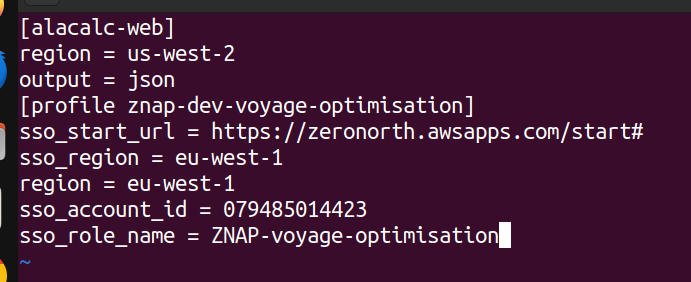 [alacalc-web]
region = us-west-2
output = json
[profile znap-dev-voyage-optimisation]
sso_start_url = https://zeronorth.awsapps.com/start#
sso_region = eu-west-1
region = eu-west-1
sso_account_id = 079485014423
sso_role_name = ZNAP-voyage-optimisation
~